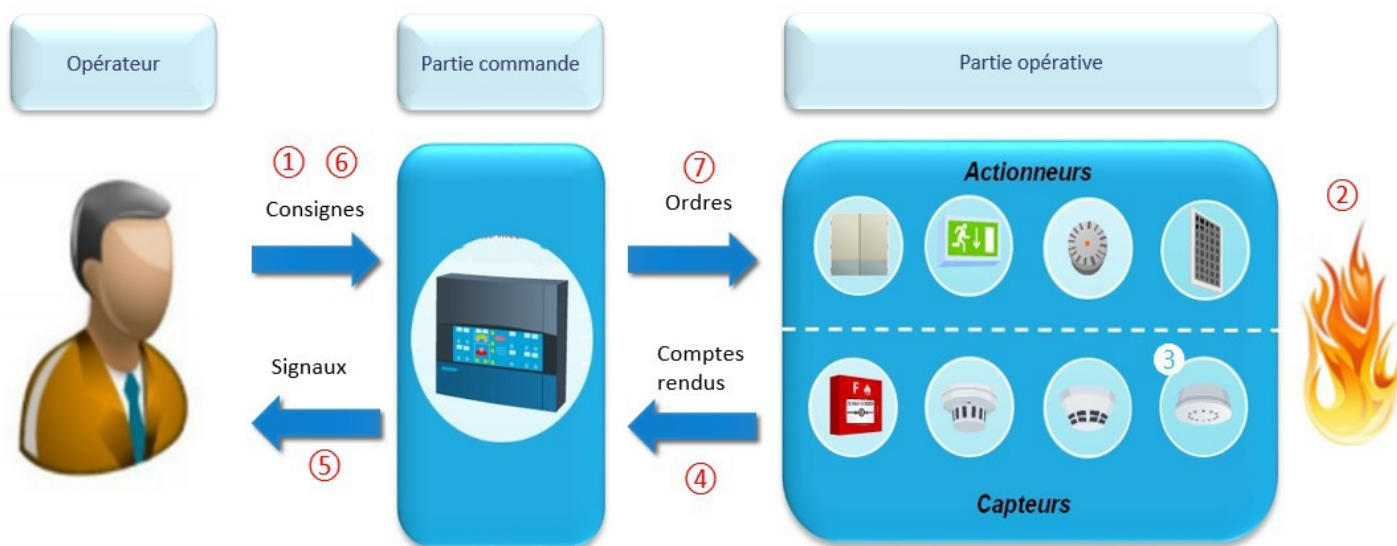 Opérateur
Partie commande
Partie opérative
① ⑥
Consignes
⑦
Ordres
Actionneurs
②
Signaux
⑤
Comptes
rendus
④
③
F
Capteurs